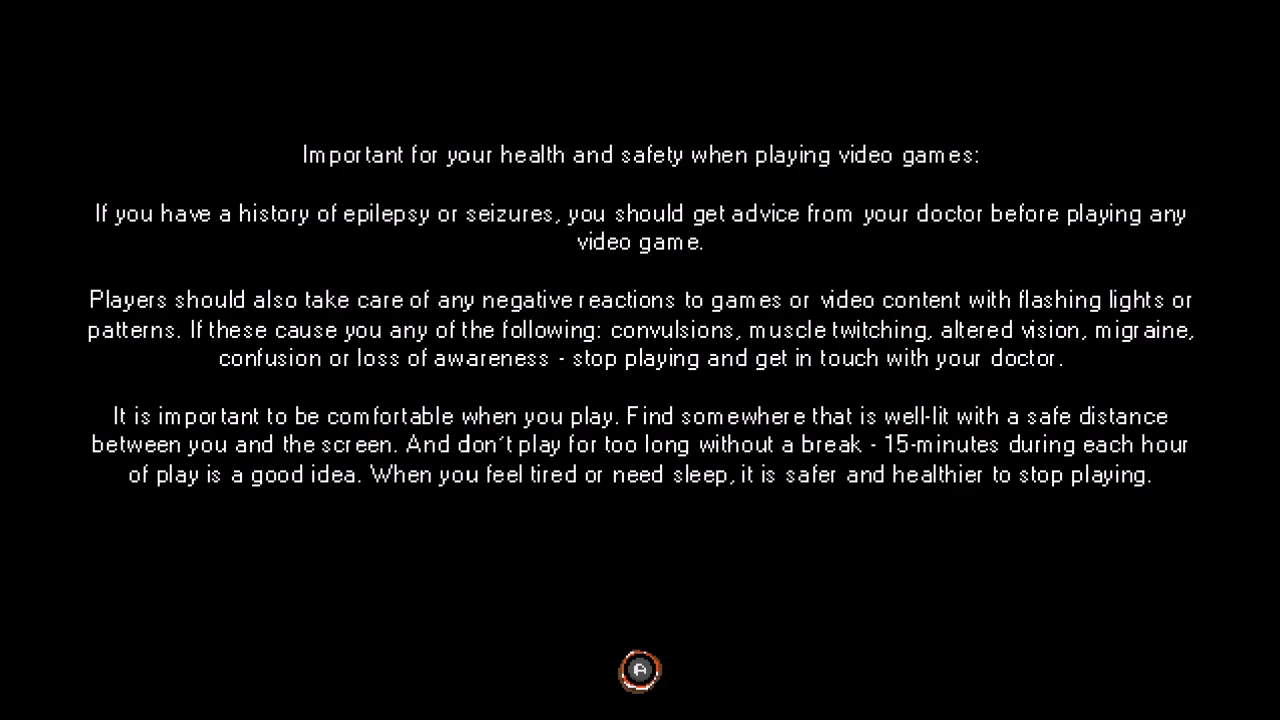 Important for your health and safety when playing video games:
If you have a history of epilepsy or seizures, you should get advice from your doctor before playing any
video game.
Players should also take care of any negative reactions to games or video content with flashing lights or
patterns. If these cause you any of the following: convulsions, muscle twitching, altered vision, migraine,
confusion or loss of awareness - stop playing and get in touch with your doctor.
It is important to be comfortable when you play. Find somewhere that is well-lit with a safe distance
between you and the screen. And don't play for too long without a break - 15-minutes during each hour
of play is a good idea. When you feel tired or need sleep, it is safer and healthier to stop playing.
A